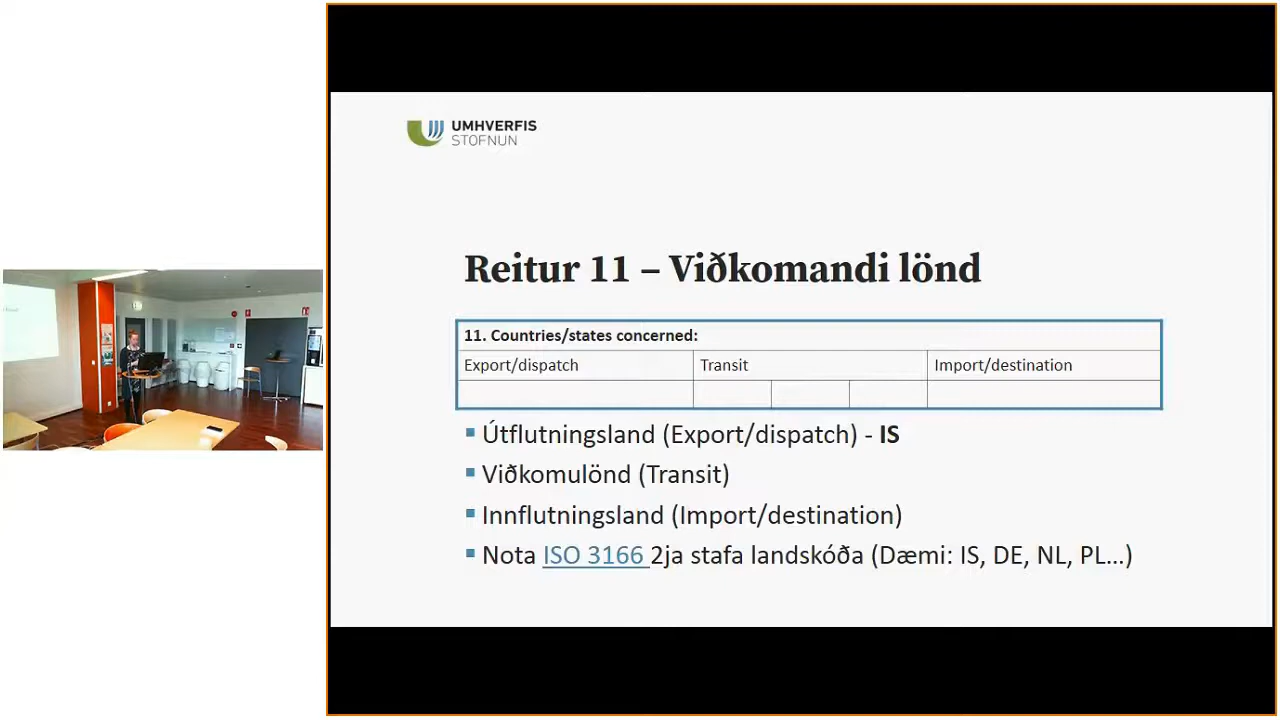 UMHVERFIS
STOFNUN
Reitur 11 – Viðkomandi lönd
11. Countries/states concerned:
Export/dispatch Transit Import/destination
Útflutningsland (Export/dispatch) - IS
Viðkomulönd (Transit)
Innflutningsland (Import/destination)
Nota ISO 3166 2ja stafa landskóða (Dæmi: IS, DE, NL, PL...)